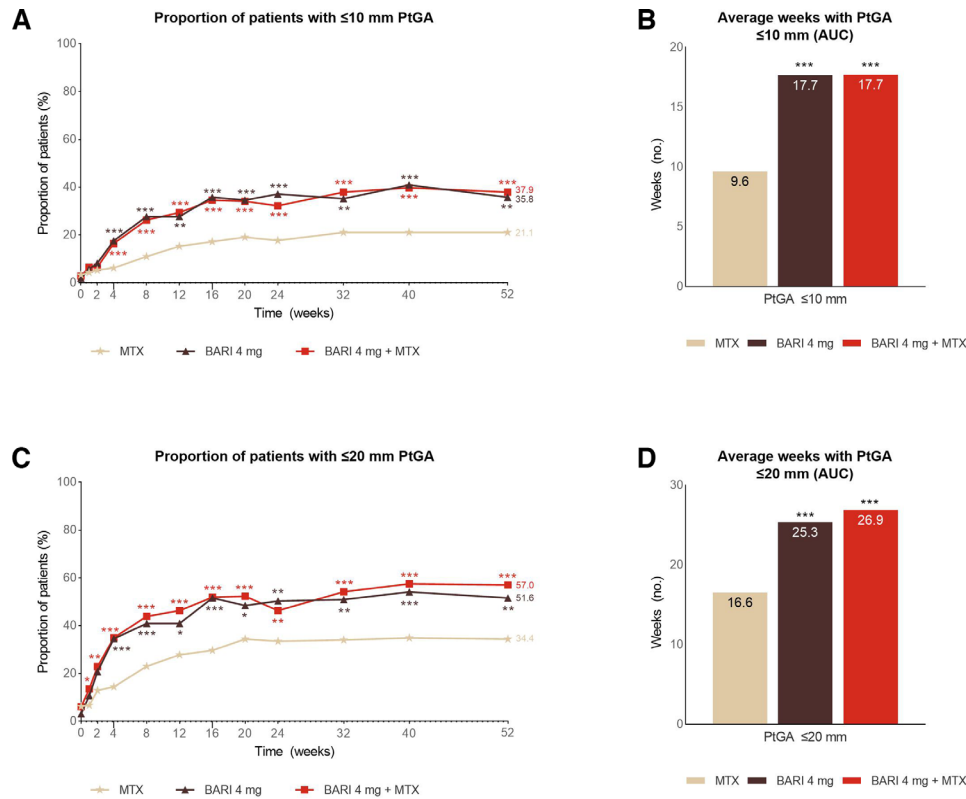 A
Proportion of patients with ≤10 mm PtGA
Proportion of patients (%)
100
80
60
40
20
0
*** *** *** *** *** *** ** *** ** *** *** *** *** *** ** *** *** *** **
37.9
35.8
21.1
0 2 4 8 12 16 20 24 32 40 52
Time (weeks)
MTX BARI 4 mg BARI 4 mg + MTX
B
Average weeks with PtGA
≤10 mm (AUC)
Weeks (no.)
20
15
10
5
0
*** ***
9.6 17.7 17.7
PtGA ≤10 mm
MTX BARI 4 mg BARI 4 mg + MTX
C
Proportion of patients with ≤20 mm PtGA
Proportion of patients (%)
100
80
60
40
20
0
* ** *** *** *** *** *** *** * *** *** * ** ** *** ** *** *** *** **
57.0
51.6
34.4
0 2 4 8 12 16 20 24 32 40 52
Time (weeks)
MTX BARI 4 mg BARI 4 mg + MTX
D
Average weeks with PtGA
≤20 mm (AUC)
Weeks (no.)
30
20
10
0
*** ***
16.6 25.3 26.9
PtGA ≤20 mm
MTX BARI 4 mg BARI 4 mg + MTX